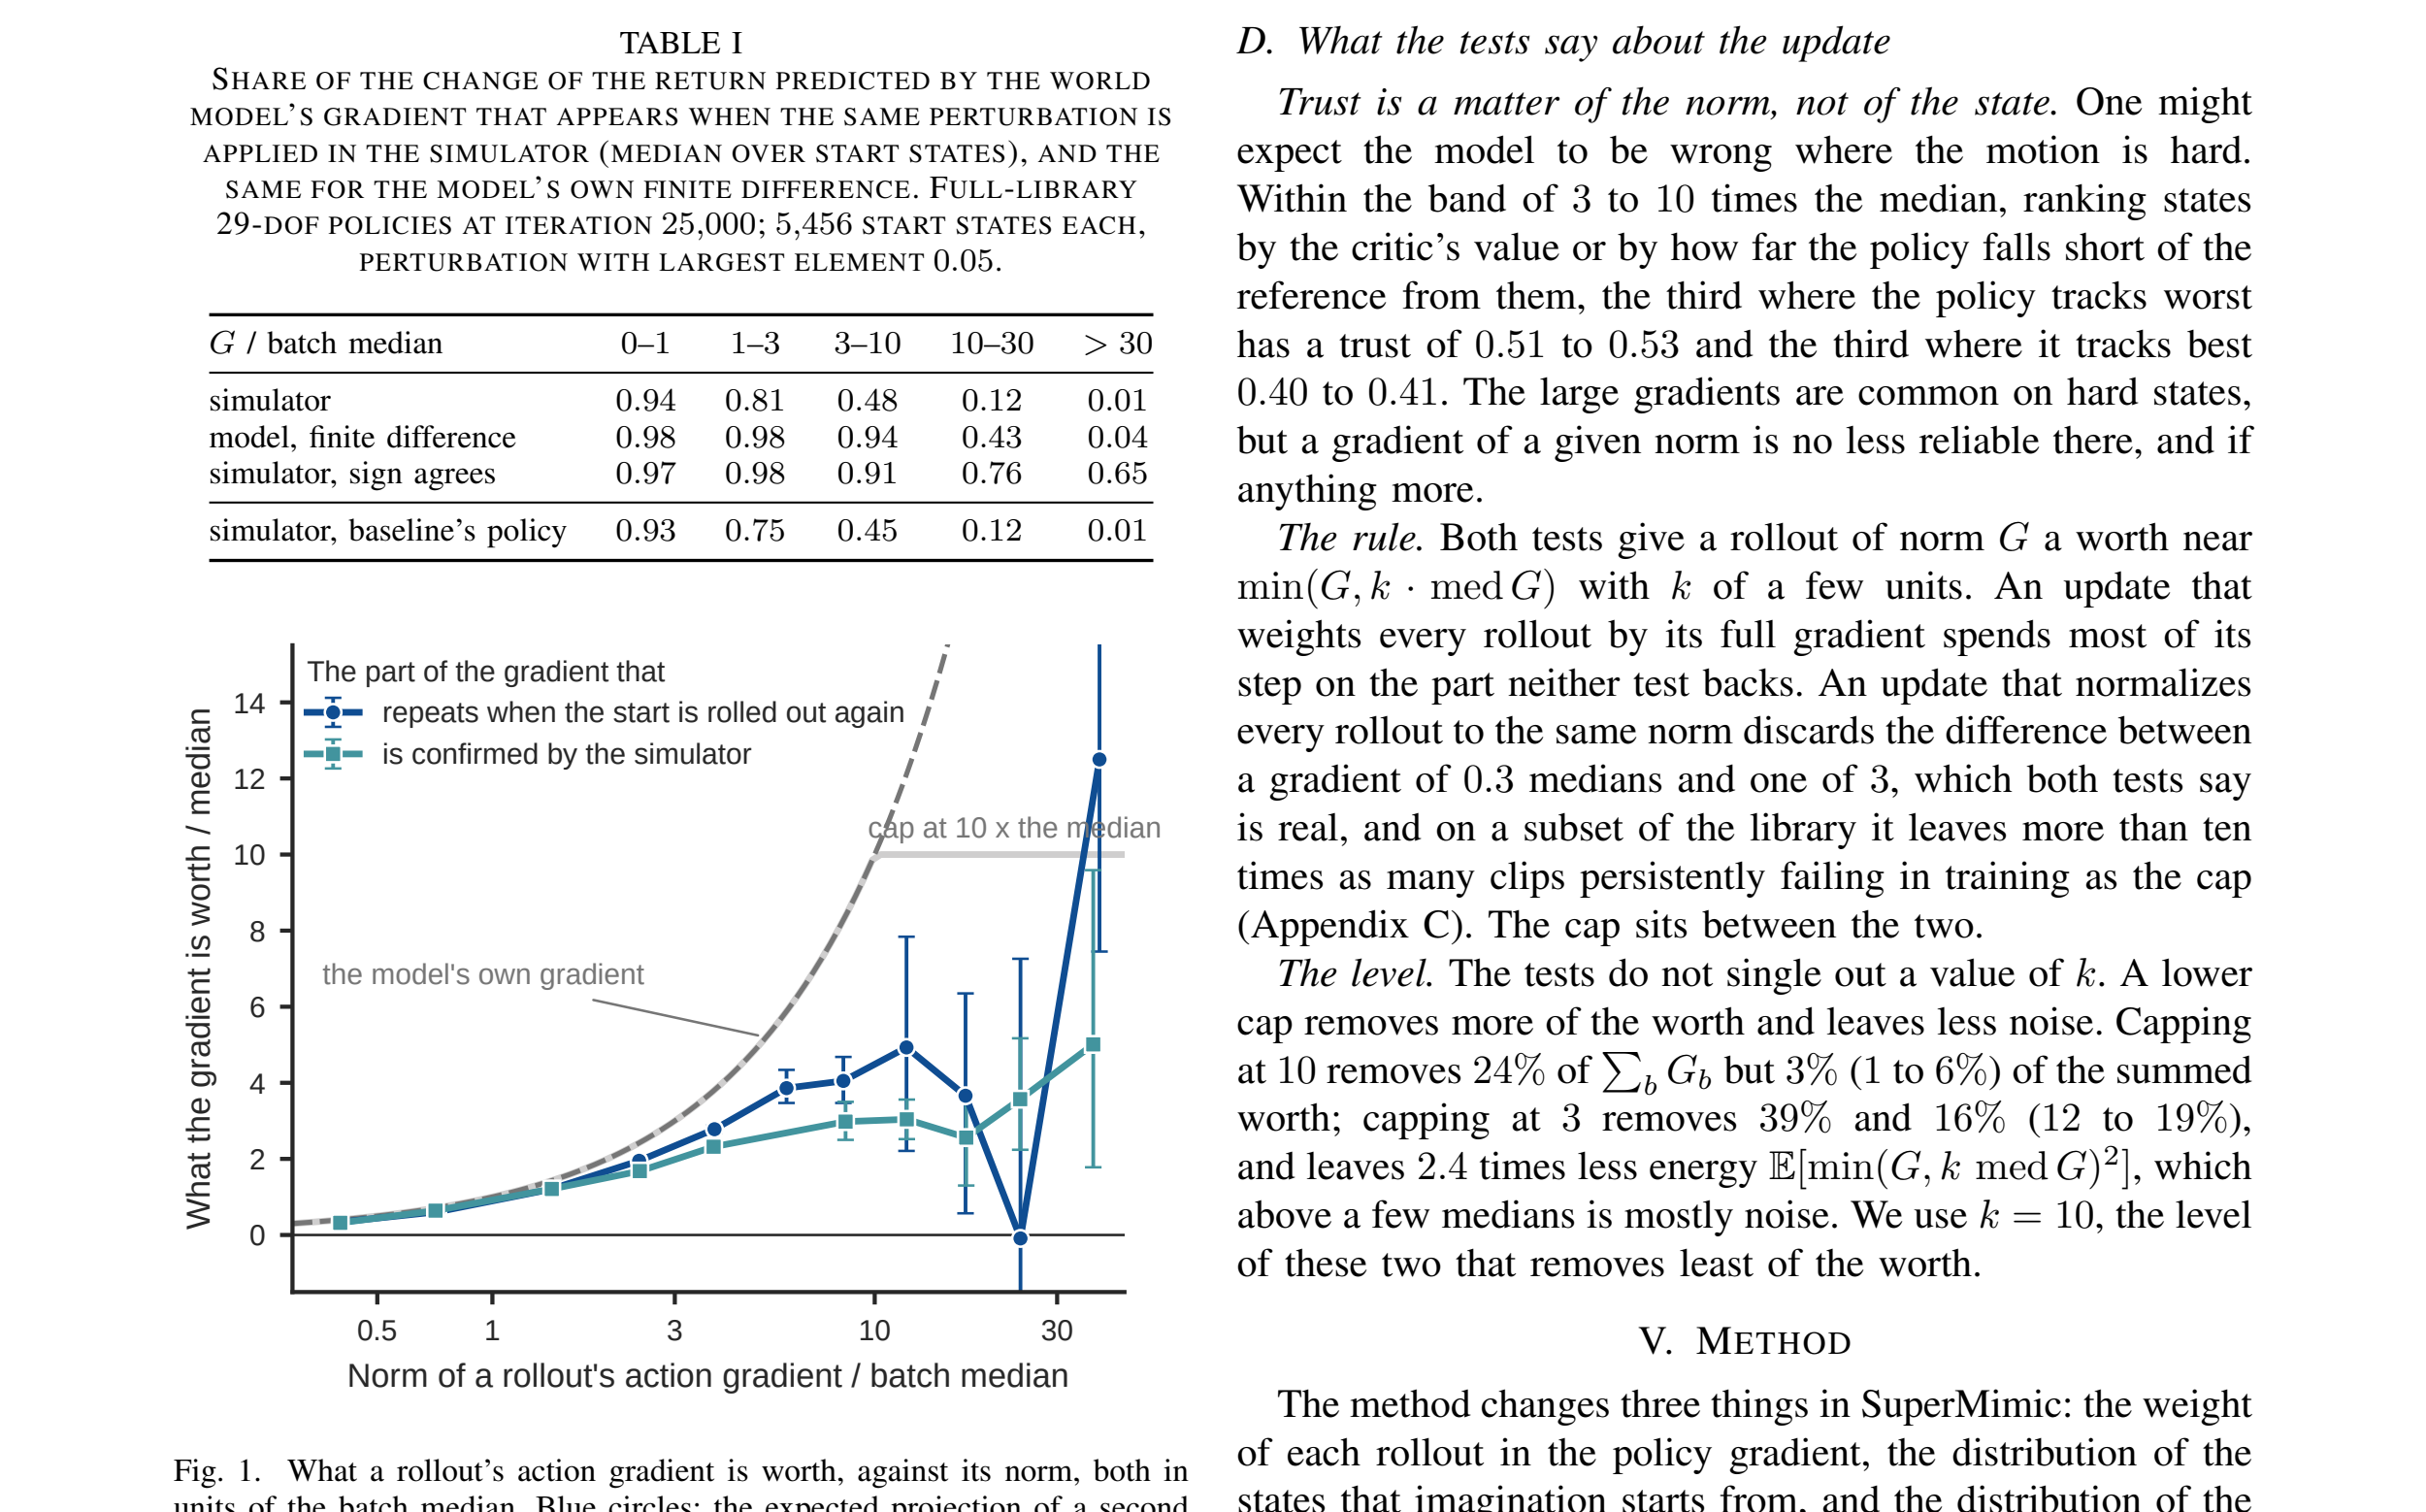 TABLE I
SHARE OF THE CHANGE OF THE RETURN PREDICTED BY THE WORLD
MODEL'S GRADIENT THAT APPEARS WHEN THE SAME PERTURBATION IS
APPLIED IN THE SIMULATOR (MEDIAN OVER START STATES), AND THE
SAME FOR THE MODEL'S OWN FINITE DIFFERENCE. FULL-LIBRARY
29-DOF POLICIES AT ITERATION 25,000; 5,456 START STATES EACH,
PERTURBATION WITH LARGEST ELEMENT 0.05.
G / batch median 0–1 1–3 3–10 10–30 > 30
simulator 0.94 0.81 0.48 0.12 0.01
model, finite difference 0.98 0.98 0.94 0.43 0.04
simulator, sign agrees 0.97 0.98 0.91 0.76 0.65
simulator, baseline's policy 0.93 0.75 0.45 0.12 0.01
What the gradient is worth / median
14
12
10
8
6
4
2
0
The part of the gradient that
repeats when the start is rolled out again
is confirmed by the simulator
cap at 10 x the median
the model's own gradient
0.5 1 3 10 30
Norm of a rollout's action gradient / batch median
Fig. 1. What a rollout's action gradient is worth, against its norm, both in
units of the batch median. Blue circles: the expected projection of a second
D. What the tests say about the update
Trust is a matter of the norm, not of the state. One might
expect the model to be wrong where the motion is hard.
Within the band of 3 to 10 times the median, ranking states
by the critic's value or by how far the policy falls short of the
reference from them, the third where the policy tracks worst
has a trust of 0.51 to 0.53 and the third where it tracks best
0.40 to 0.41. The large gradients are common on hard states,
but a gradient of a given norm is no less reliable there, and if
anything more.
The rule. Both tests give a rollout of norm G a worth near
min(G, k · med G) with k of a few units. An update that
weights every rollout by its full gradient spends most of its
step on the part neither test backs. An update that normalizes
every rollout to the same norm discards the difference between
a gradient of 0.3 medians and one of 3, which both tests say
is real, and on a subset of the library it leaves more than ten
times as many clips persistently failing in training as the cap
(Appendix C). The cap sits between the two.
The level. The tests do not single out a value of k. A lower
cap removes more of the worth and leaves less noise. Capping
at 10 removes 24% of ∑_b G_b but 3% (1 to 6%) of the summed
worth; capping at 3 removes 39% and 16% (12 to 19%),
and leaves 2.4 times less energy 𝔼[min(G, k med G)²], which
above a few medians is mostly noise. We use k = 10, the level
of these two that removes least of the worth.
V. METHOD
The method changes three things in SuperMimic: the weight
of each rollout in the policy gradient, the distribution of the
states that imagination starts from, and the distribution of the